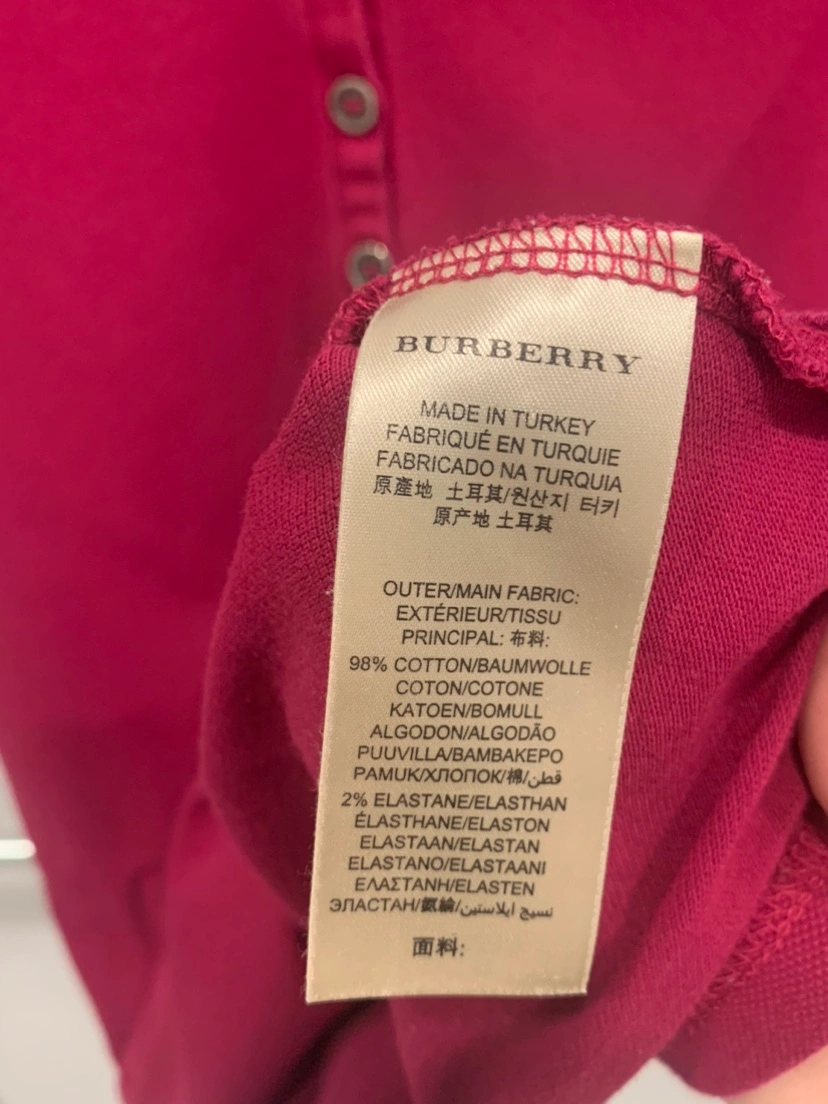 BURBERRY
MADE IN TURKEY
FABRIQUÉ EN TURQUIE
FABRICADO NA TURQUIA
原產地 土耳其/원산지 터키
原产地 土耳其
OUTER/MAIN FABRIC:
EXTÉRIEUR/TISSU
PRINCIPAL: 布料:
98% COTTON/BAUMWOLLE
COTON/COTONE
KATOEN/BOMULL
ALGODON/ALGODÃO
PUUVILLA/BAMBAKEPO
PAMUK/ХЛОПОК/棉/قطن
2% ELASTANE/ELASTHAN
ÉLASTHANE/ELASTON
ELASTAAN/ELASTAN
ELASTANO/ELASTAANI
ΕΛΑΣΤΑΝΗ/ELASTEN
ЭЛАСТАН/氨綸/نسيج ايلاستين
面料: